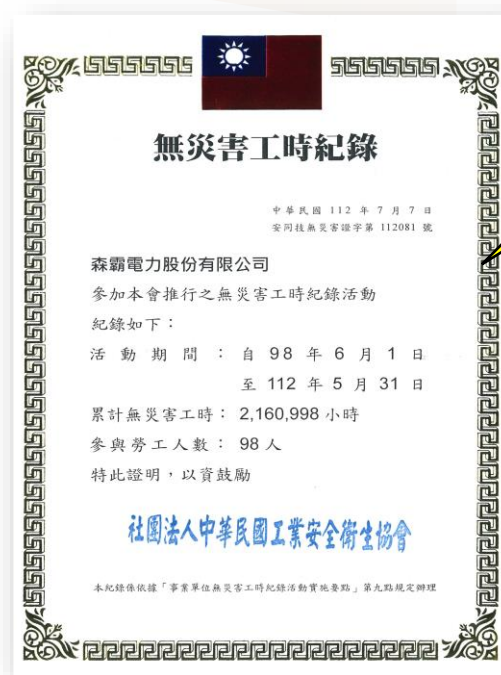 無災害工時紀錄
中華民國 112 年 7 月 7 日
安同技無災害證字第 112081 號
森霸電力股份有限公司
參加本會推行之無災害工時紀錄活動
紀錄如下：
活動期間：自 98 年 6 月 1 日
至 112 年 5 月 31 日
累計無災害工時：2,160,998 小時
參與勞工人數：98 人
特此證明，以資鼓勵
社團法人中華民國工業安全衛生協會
本紀錄係依據「事業單位無災害工時紀錄活動實施要點」第九點規定辦理